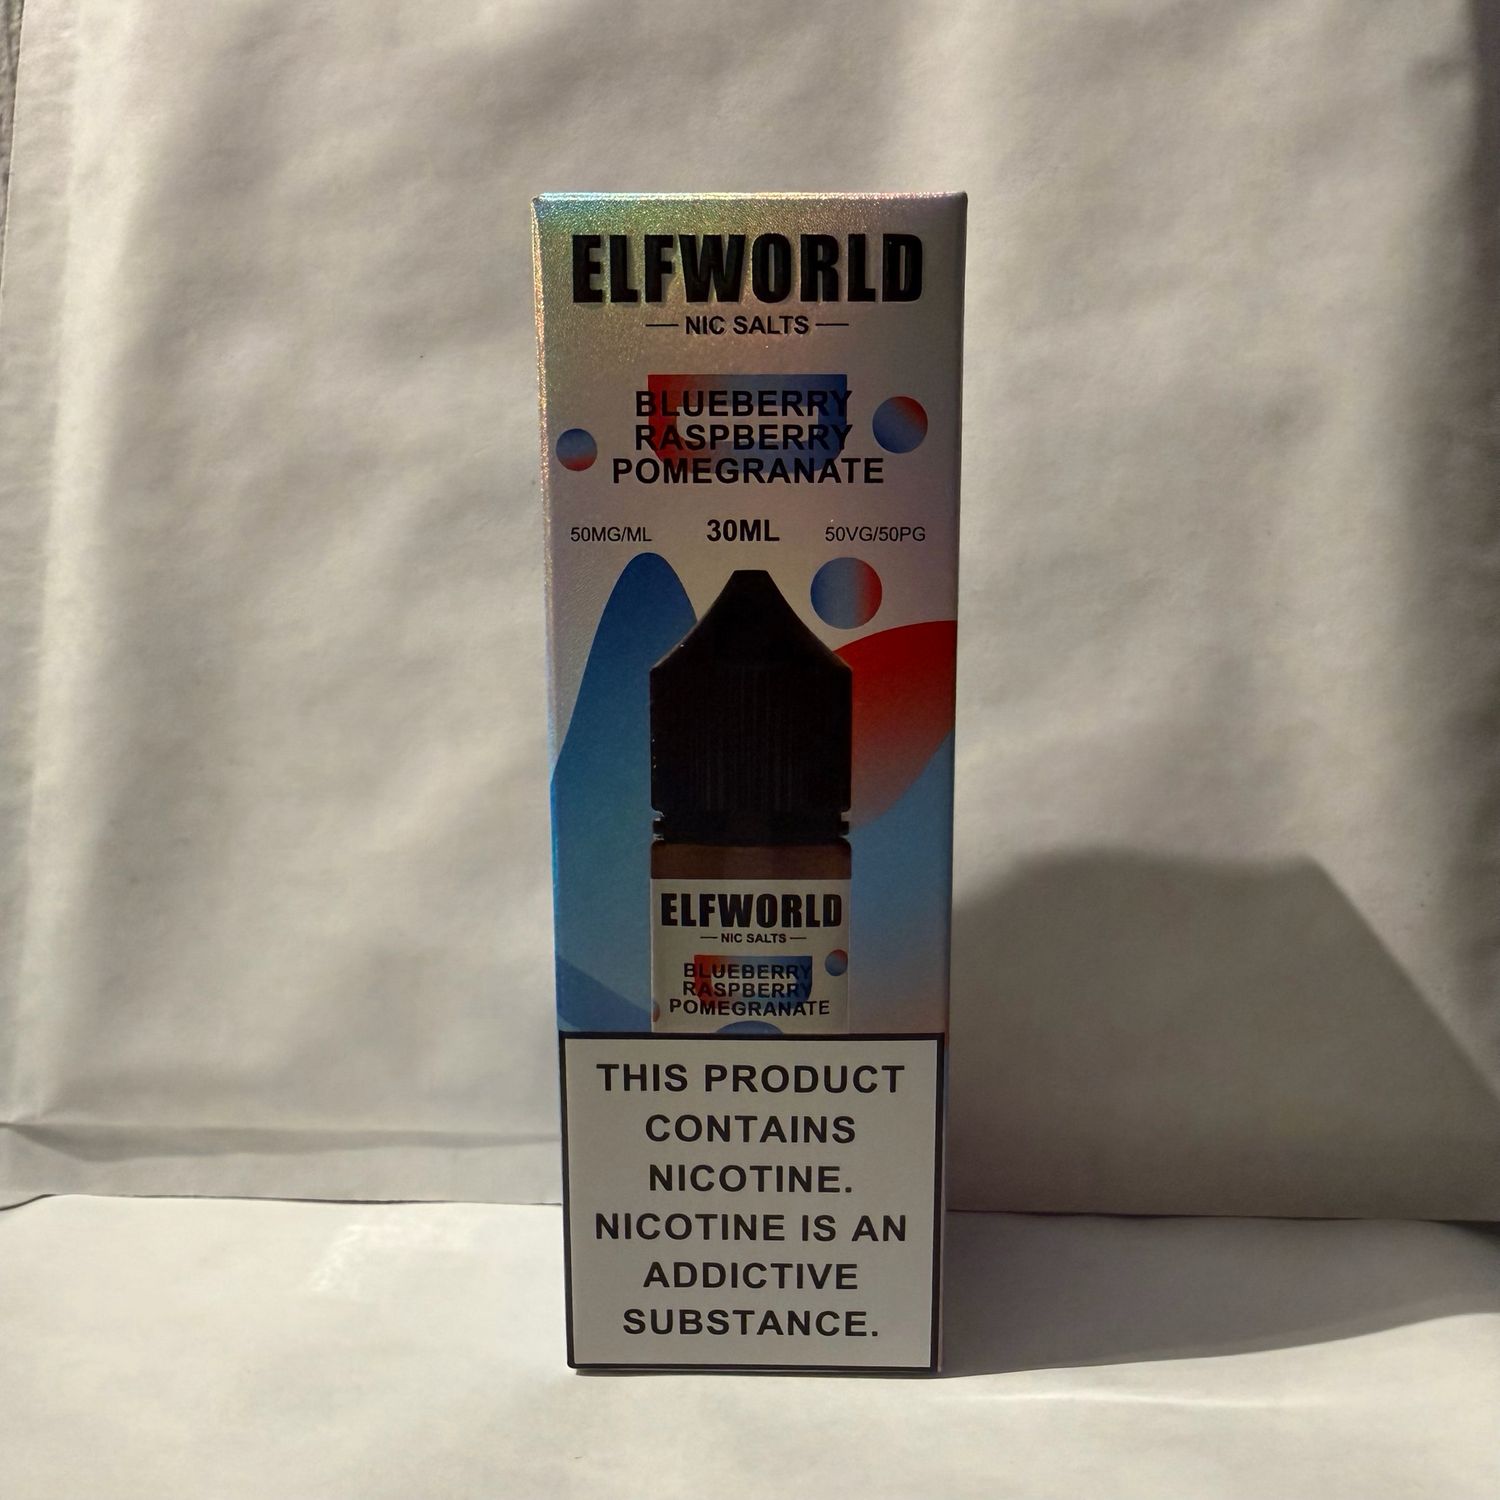 ELFWORLD
NIC SALTS
BLUEBERRY
RASPBERRY
POMEGRANATE
50MG/ML 30ML 50VG/50PG
ELFWORLD
NIC SALTS
BLUEBERRY
RASPBERRY
POMEGRANATE
THIS PRODUCT
CONTAINS
NICOTINE.
NICOTINE IS AN
ADDICTIVE
SUBSTANCE.